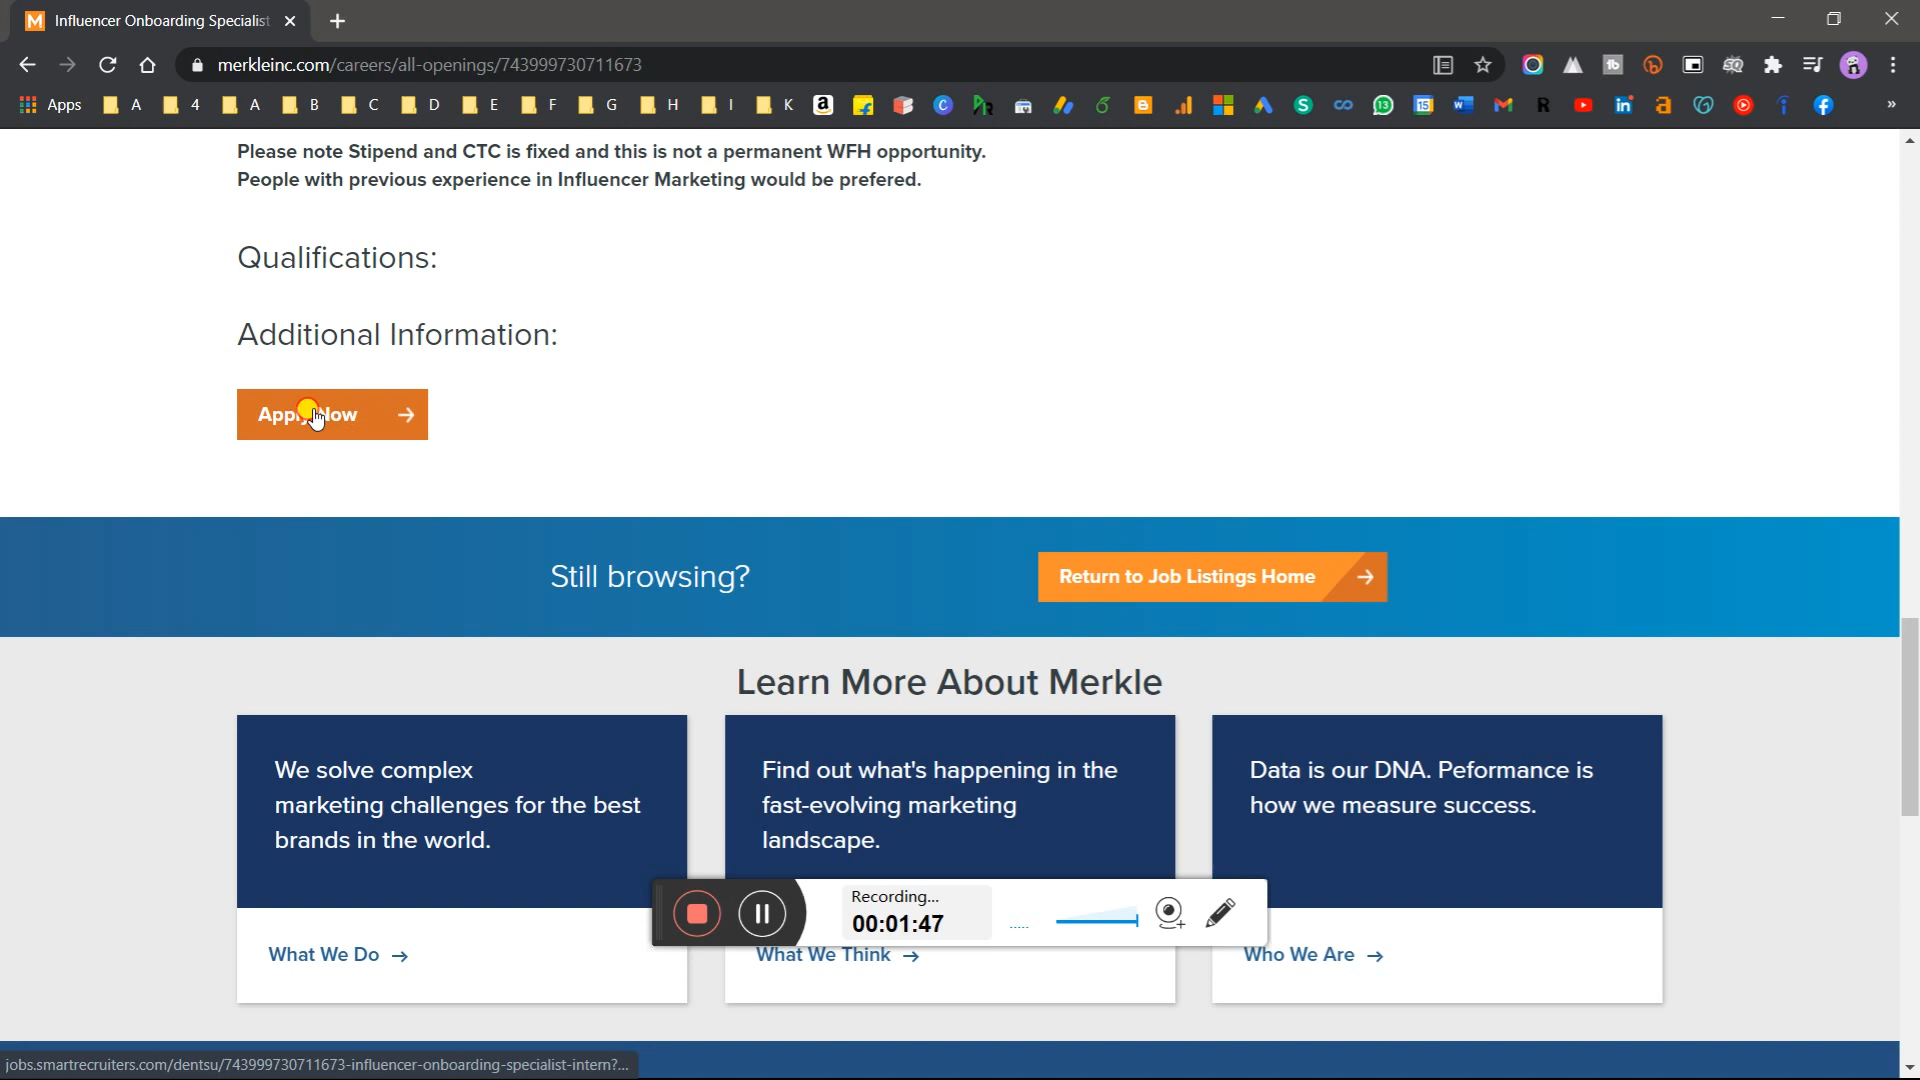 Influencer Onboarding Specialist
merkleinc.com/careers/all-openings/743999730711673
Apps A 4 A B C D E F G H I K
Please note Stipend and CTC is fixed and this is not a permanent WFH opportunity.
People with previous experience in Influencer Marketing would be prefered.
Qualifications:
Additional Information:
Apply Now
Still browsing?
Return to Job Listings Home
Learn More About Merkle
We solve complex
marketing challenges for the best
brands in the world.
What We Do
Find out what's happening in the
fast-evolving marketing
landscape.
What We Think
Data is our DNA. Peformance is
how we measure success.
Who We Are
Recording...
00:01:47
jobs.smartrecruiters.com/dentsu/743999730711673-influencer-onboarding-specialist-intern?...